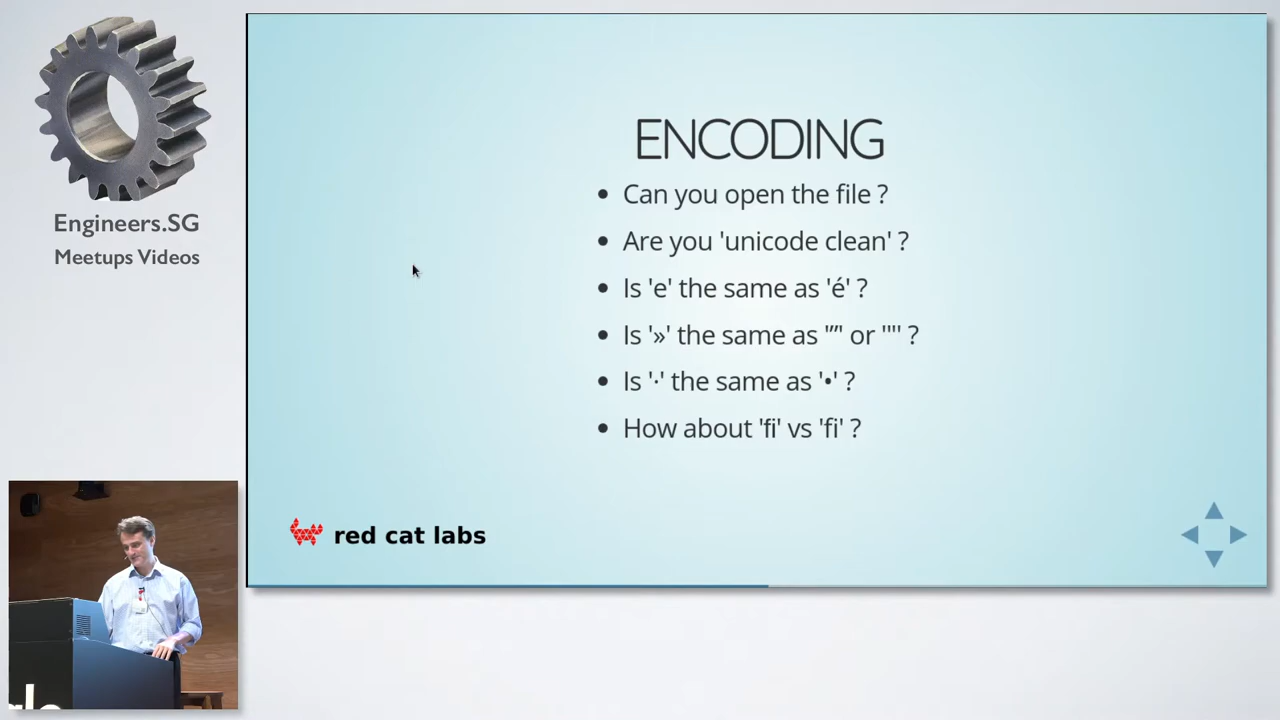 Engineers.SG
Meetups Videos
ENCODING
• Can you open the file ?
• Are you 'unicode clean' ?
• Is 'e' the same as 'é' ?
• Is '»' the same as '”' or '"' ?
• Is '·' the same as '•' ?
• How about 'ﬁ' vs 'fi' ?
red cat labs